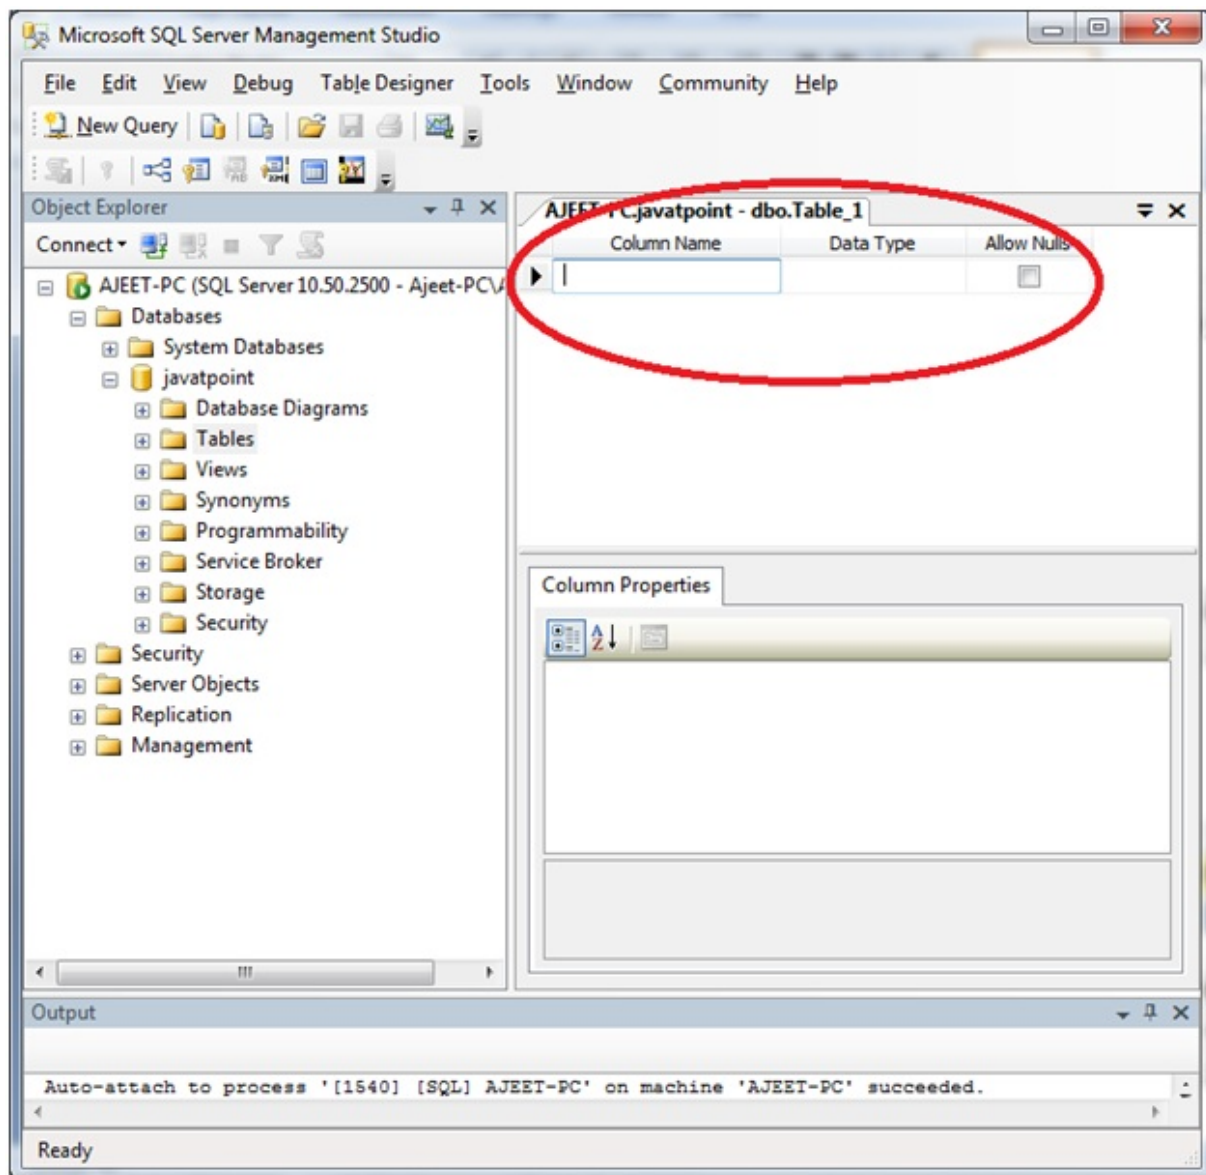 Microsoft SQL Server Management Studio
File Edit View Debug Table Designer Tools Window Community Help
New Query
Object Explorer
Connect
AJEET-PC (SQL Server 10.50.2500 - Ajeet-PC\A
Databases
System Databases
javatpoint
Database Diagrams
Tables
Views
Synonyms
Programmability
Service Broker
Storage
Security
Security
Server Objects
Replication
Management
AJEET-PC.javatpoint - dbo.Table_1
Column Name Data Type Allow Nulls
Column Properties
Output
Auto-attach to process '[1540] [SQL] AJEET-PC' on machine 'AJEET-PC' succeeded.
Ready